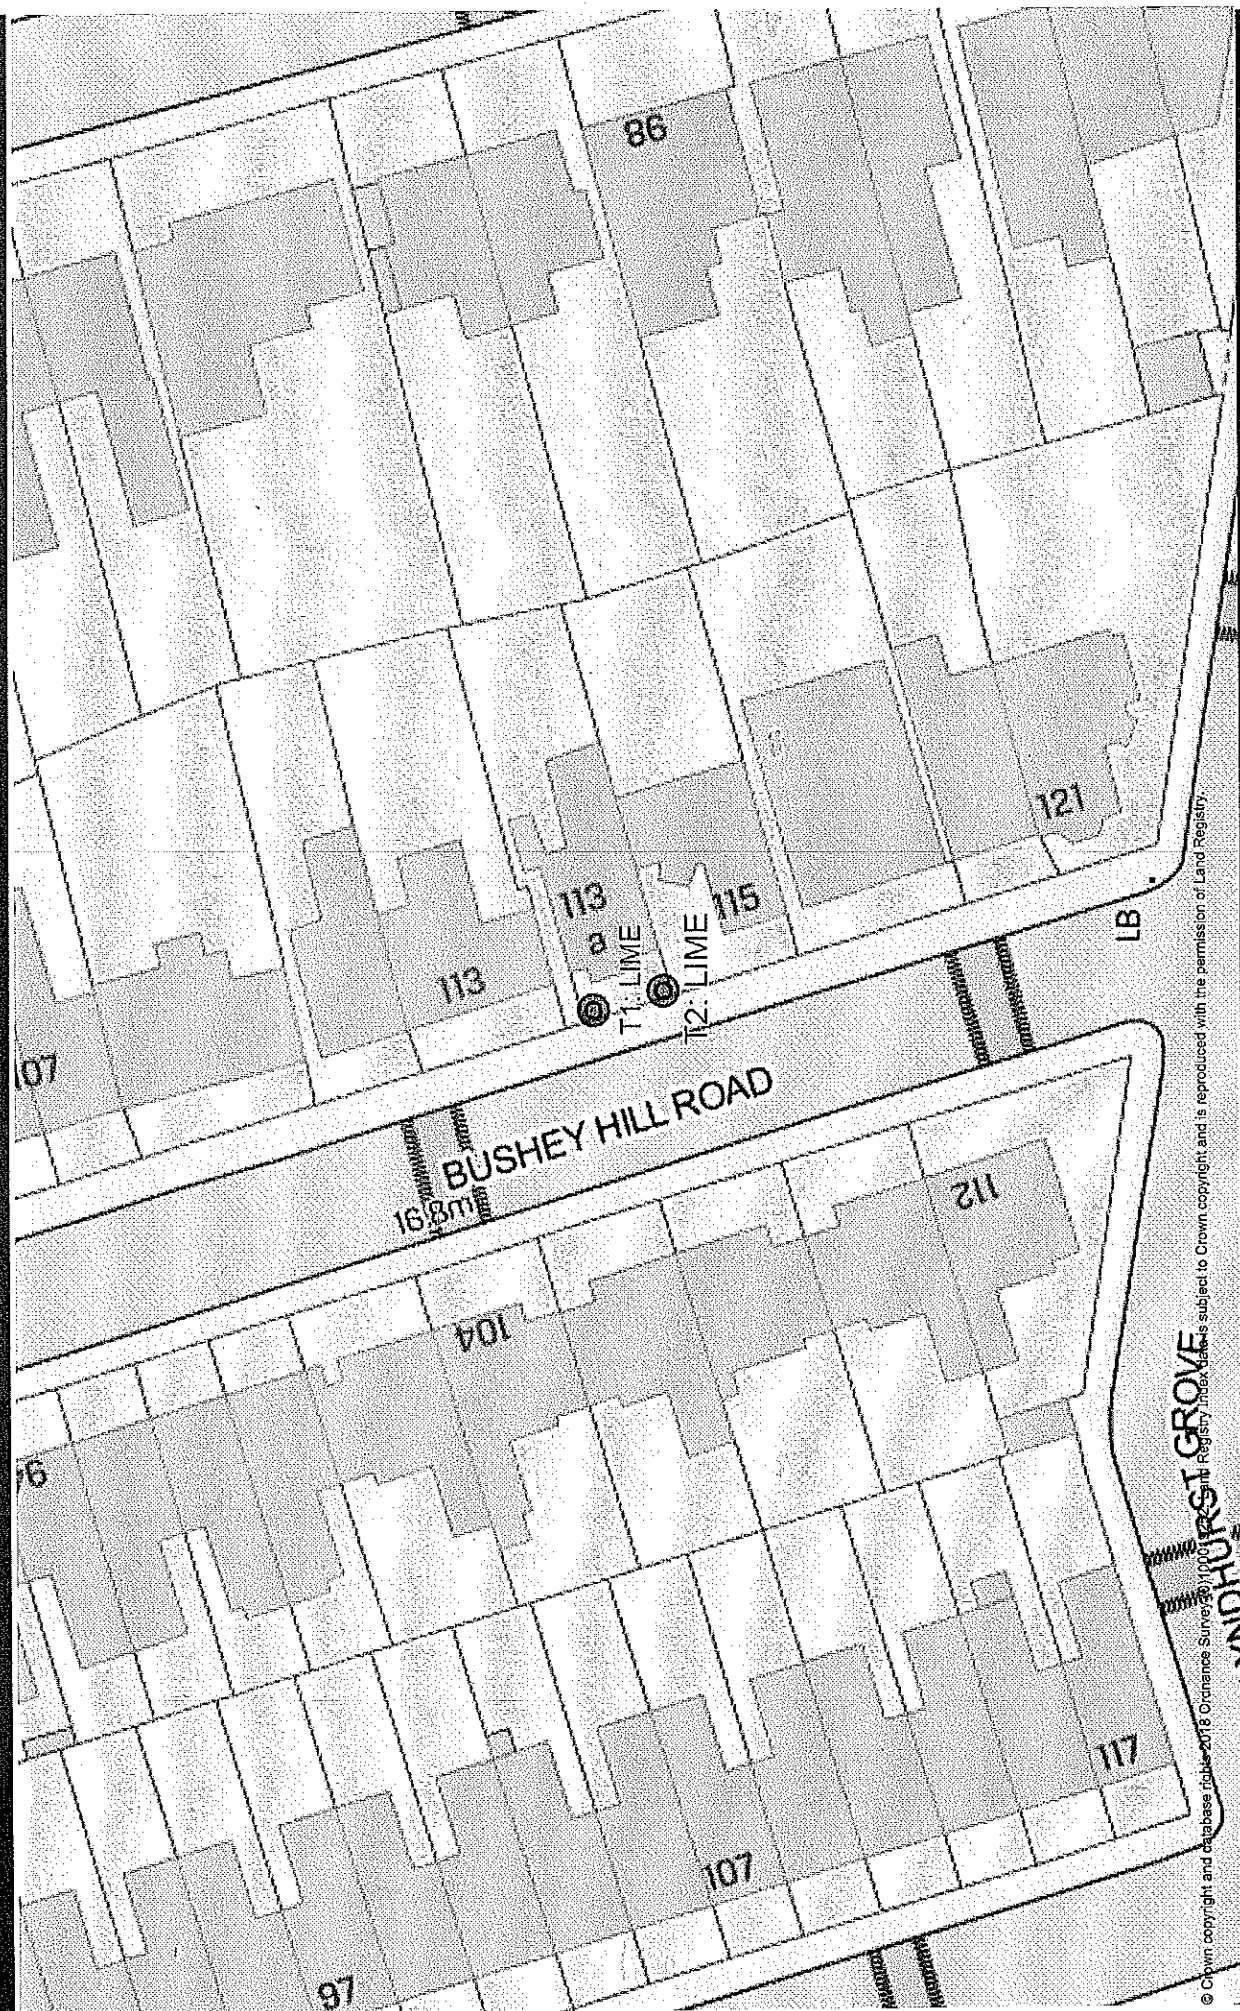 86
121
113
a
115
113
T1: LIME
T2: LIME
LB
107
BUSHEY HILL ROAD
16.8m
112
104
96
117
107
97
YNDHURST GROVE
© Crown copyright and database rights 2018 Ordnance Survey Land Registry Index data is subject to Crown copyright and is reproduced with the permission of Land Registry.